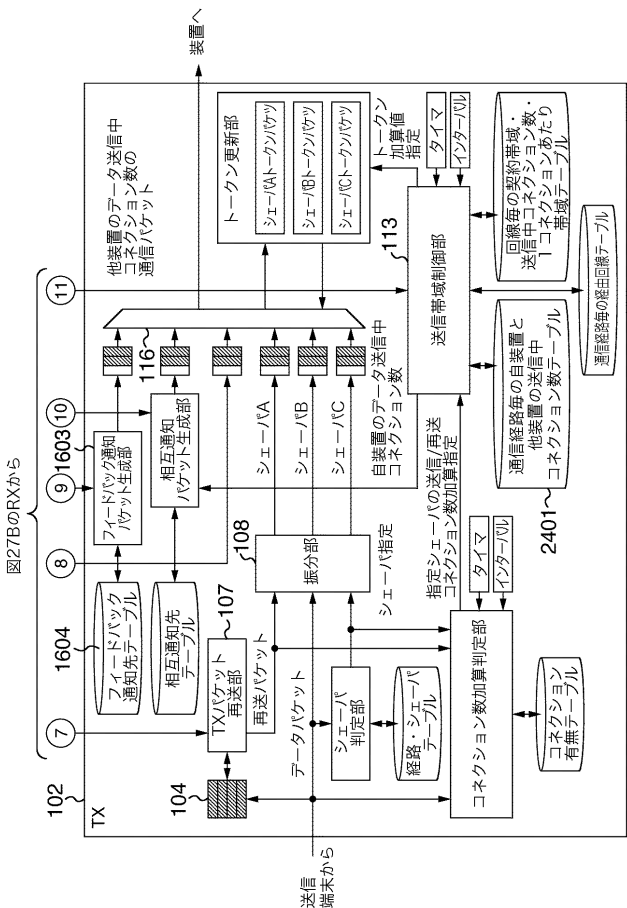 図27BのRXから
102
TX
7
8
9
10
11
1604
フィードバック
通知先テーブル
1603
フィードバック通知
パケット生成部
相互通知先
テーブル
相互通知
パケット生成部
116
他装置のデータ送信中
コネクション数の
通信パケット
装置へ
107
TXパケット
再送部
104
再送パケット
データパケット
108
振分部
シェーパ指定
シェーパA
シェーパB
シェーパC
自装置のデータ送信中
コネクション数
トークン更新部
シェーパAトークンバケツ
シェーパBトークンバケツ
シェーパCトークンバケツ
トークン
加算値
指定
シェーパ
判定部
経路・シェーパ
テーブル
送信
端末から
コネクション数加算判定部
タイマ
インターバル
コネクション
有無テーブル
指定シェーパの送信/再送
コネクション数加算指定
113
送信帯域制御部
タイマ
インターバル
2401
通信経路毎の自装置と
他装置の送信中
コネクション数テーブル
回線毎の契約帯域・
送信中コネクション数・
1コネクションあたり
帯域テーブル
通信経路毎の経由回線テーブル